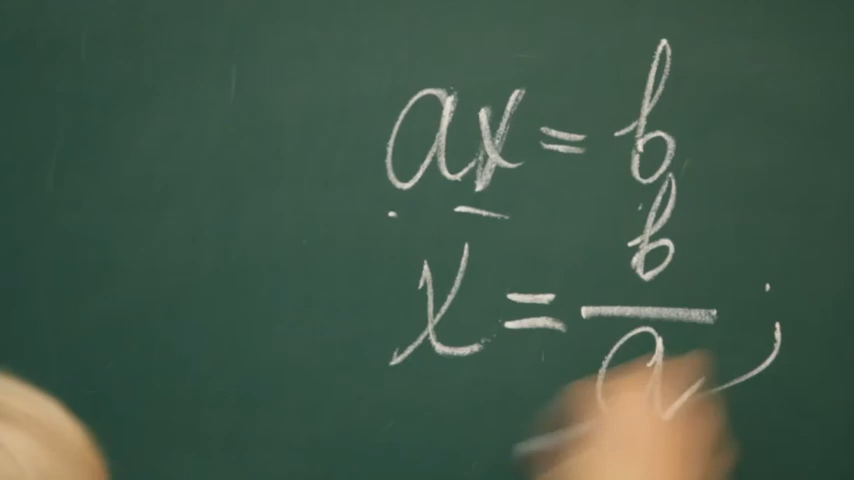 ax = b
x = b/a